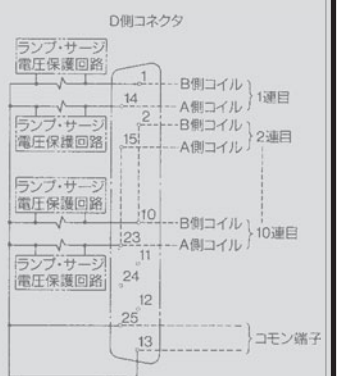 D側コネクタ
ランプ・サージ
電圧保護回路
1
B側コイル
14
A側コイル
1連目
ランプ・サージ
電圧保護回路
2
B側コイル
15
A側コイル
2連目
ランプ・サージ
電圧保護回路
10
B側コイル
23
A側コイル
10連目
ランプ・サージ
電圧保護回路
11
24
12
25
13
コモン端子